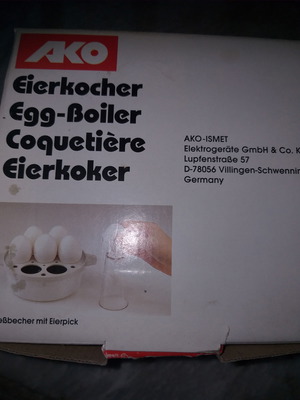 AKO
Eierkocher
Egg-Boiler
Coquetière
Eierkoker
AKO-ISMET
Elektrogeräte GmbH & Co. K
Lupfenstraße 57
D-78056 Villingen-Schwennin
Germany
eßbecher mit Eierpick